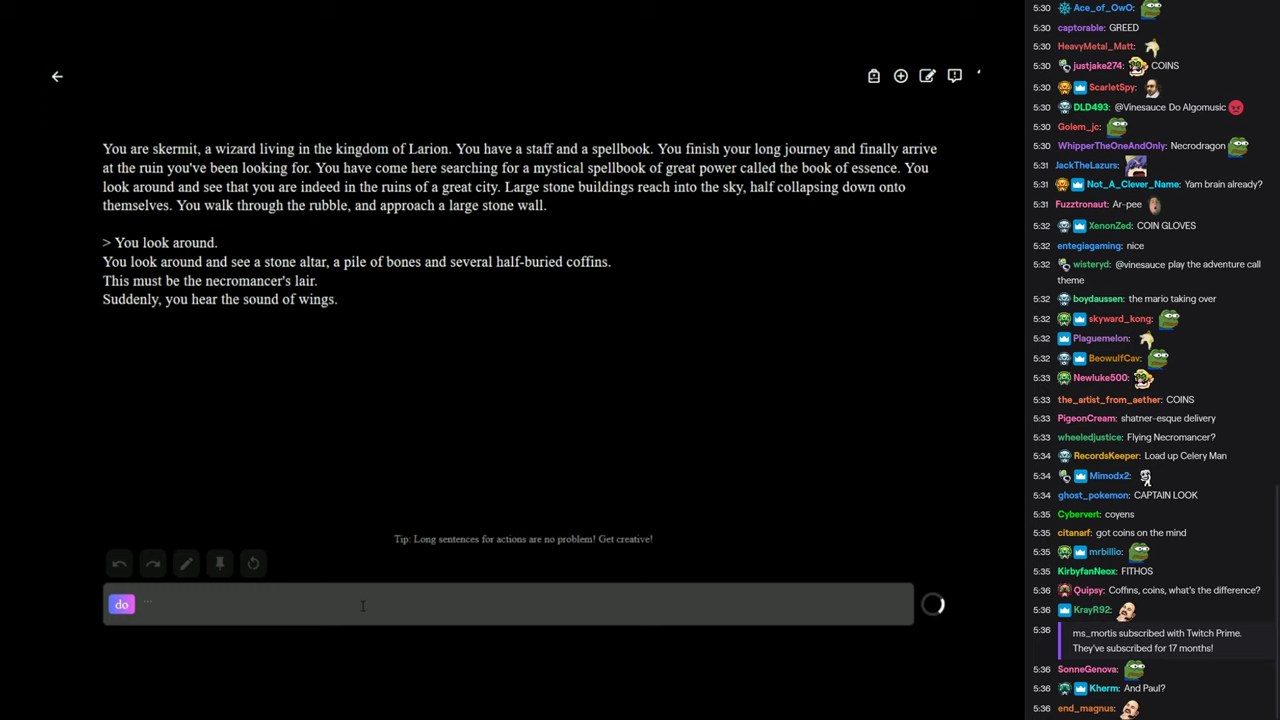 You are skermit, a wizard living in the kingdom of Larion. You have a staff and a spellbook. You finish your long journey and finally arrive
at the ruin you've been looking for. You have come here searching for a mystical spellbook of great power called the book of essence. You
look around and see that you are indeed in the ruins of a great city. Large stone buildings reach into the sky, half collapsing down onto
themselves. You walk through the rubble, and approach a large stone wall.
> You look around.
You look around and see a stone altar, a pile of bones and several half-buried coffins.
This must be the necromancer's lair.
Suddenly, you hear the sound of wings.
Tip: Long sentences for actions are no problem! Get creative!
do ...
5:30 Ace_of_OwO:
5:30 captorable: GREED
5:30 HeavyMetal_Matt:
5:30 justjake274: COINS
5:30 ScarletSpy:
5:30 DLD493: @Vinesauce Do Algomusic
5:30 Golem_jc:
5:30 WhipperTheOneAndOnly: Necrodragon
5:31 JackTheLazurs:
5:31 Not_A_Clever_Name: Yam brain already?
5:31 Fuzztronaut: Ar-pee
5:32 XenonZed: COIN GLOVES
5:32 entegiagaming: nice
5:32 wisteryd: @vinesauce play the adventure call
theme
5:32 boydaussen: the mario taking over
5:32 skyward_kong:
5:32 Plaguemelon:
5:32 BeowulfCav:
5:33 Newluke500:
5:33 the_artist_from_aether: COINS
5:33 PigeonCream: shatner-esque delivery
5:33 wheeledjustice: Flying Necromancer?
5:34 RecordsKeeper: Load up Celery Man
5:34 Mimodx2:
5:34 ghost_pokemon: CAPTAIN LOOK
5:35 Cybervert: coyens
5:35 citanarf: got coins on the mind
5:35 mrbillio:
5:35 KirbyfanNeox: FITHOS
5:36 Quipsy: Coffins, coins, what's the difference?
5:36 KrayR92:
5:36 ms_mortis subscribed with Twitch Prime.
They've subscribed for 17 months!
5:36 SonneGenova:
5:36 Kherm: And Paul?
5:36 end_magnus: